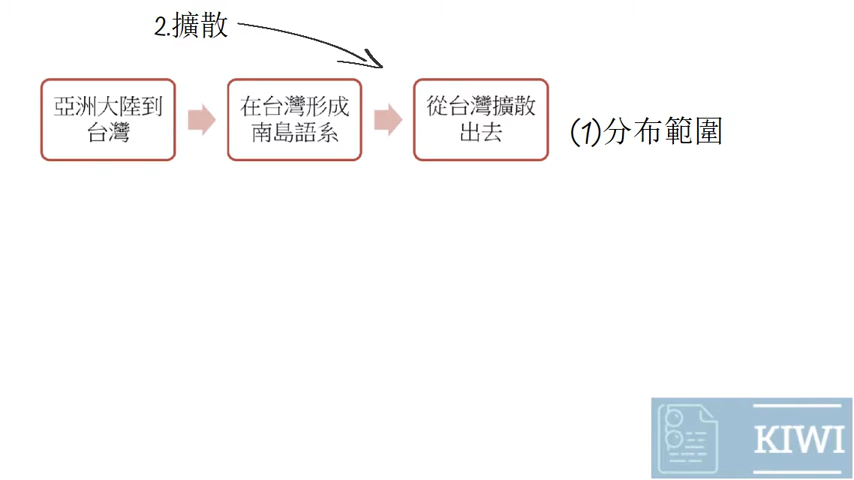 2.擴散
亞洲大陸到
台灣
在台灣形成
南島語系
從台灣擴散
出去
(1)分布範圍
KIWI